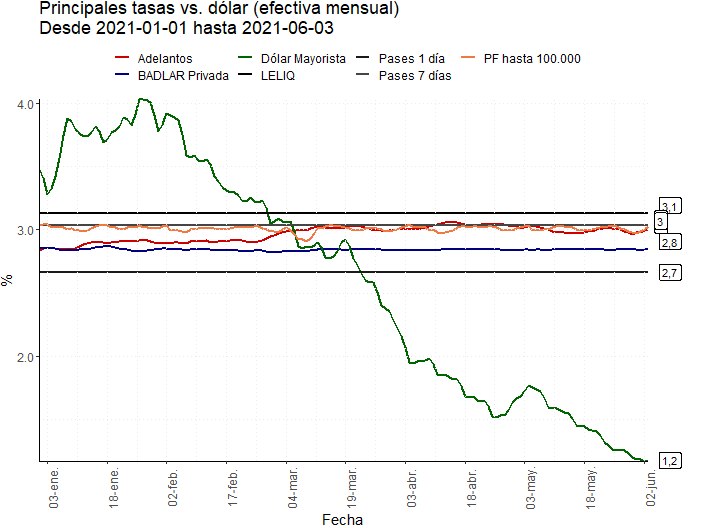 Principales tasas vs. dólar (efectiva mensual)
Desde 2021-01-01 hasta 2021-06-03
Adelantos Dólar Mayorista Pases 1 día PF hasta 100.000
BADLAR Privada LELIQ Pases 7 días
4.0
3.0
2.0
%
3,1
3
2,8
2,7
1,2
03-ene. 18-ene. 02-feb. 17-feb. 04-mar. 19-mar. 03-abr. 18-abr. 03-may. 18-may. 02-jun.
Fecha